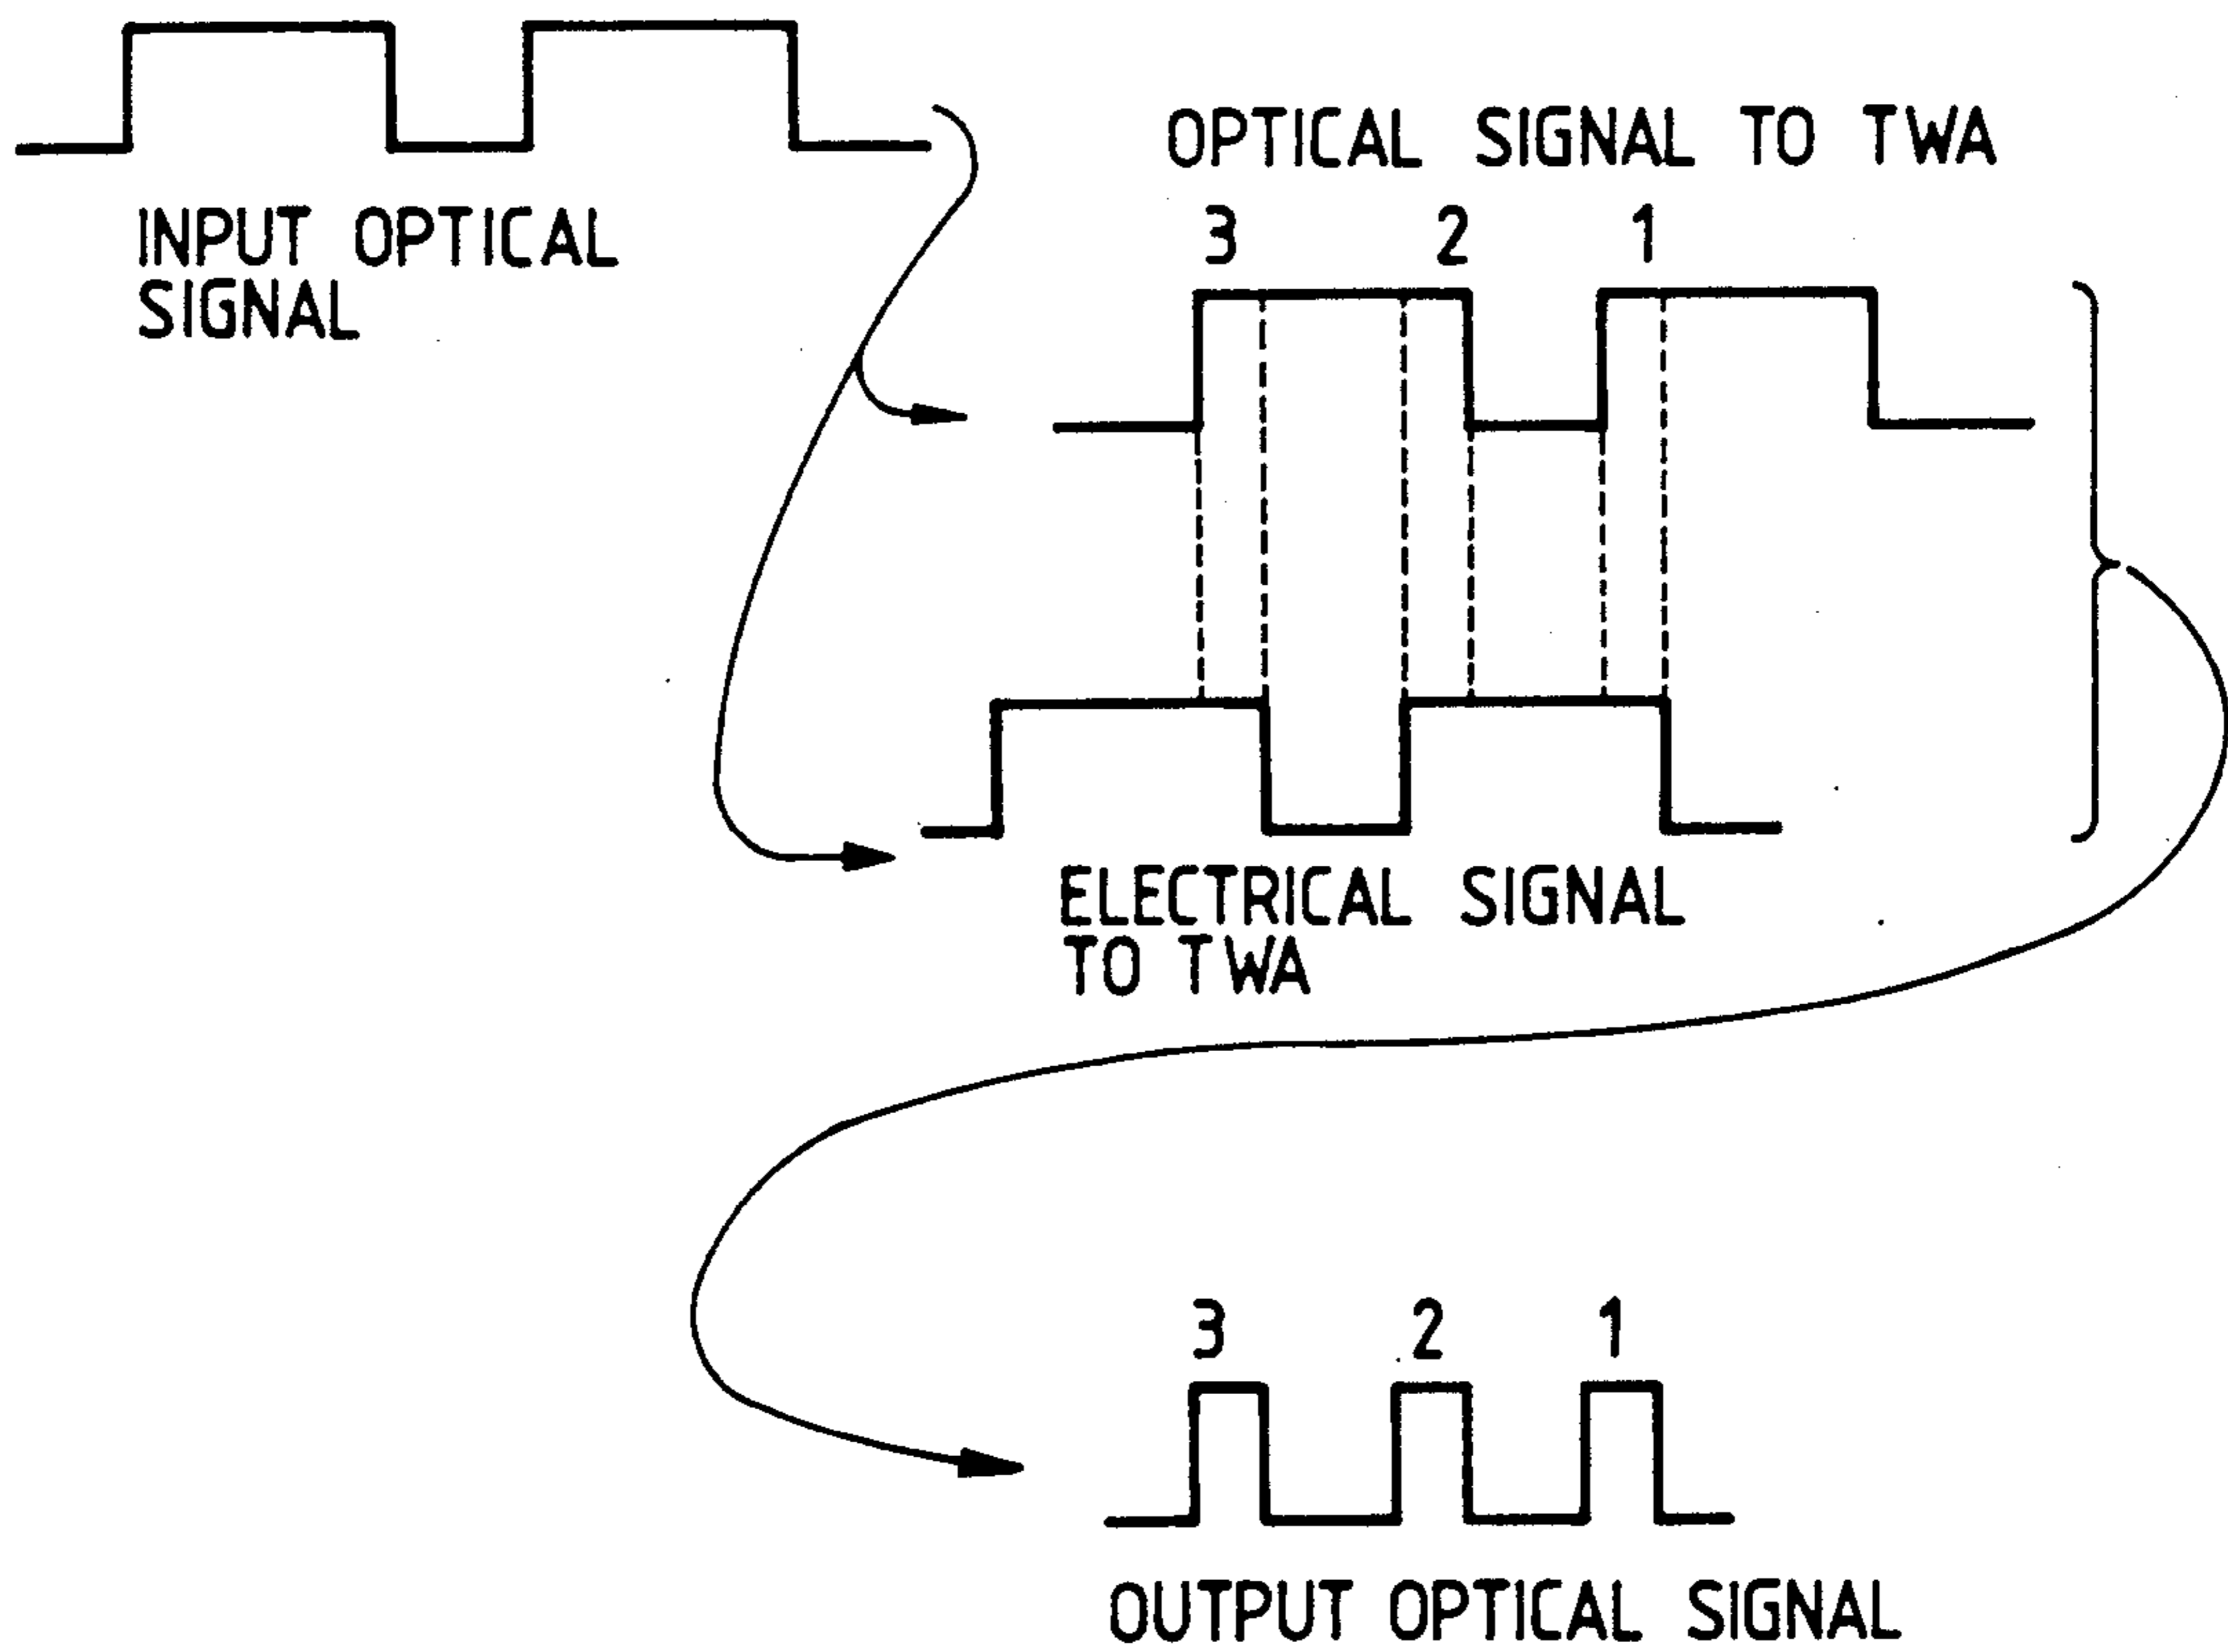 INPUT OPTICAL
SIGNAL
OPTICAL SIGNAL TO TWA
3 2 1
ELECTRICAL SIGNAL
TO TWA
3 2 1
OUTPUT OPTICAL SIGNAL